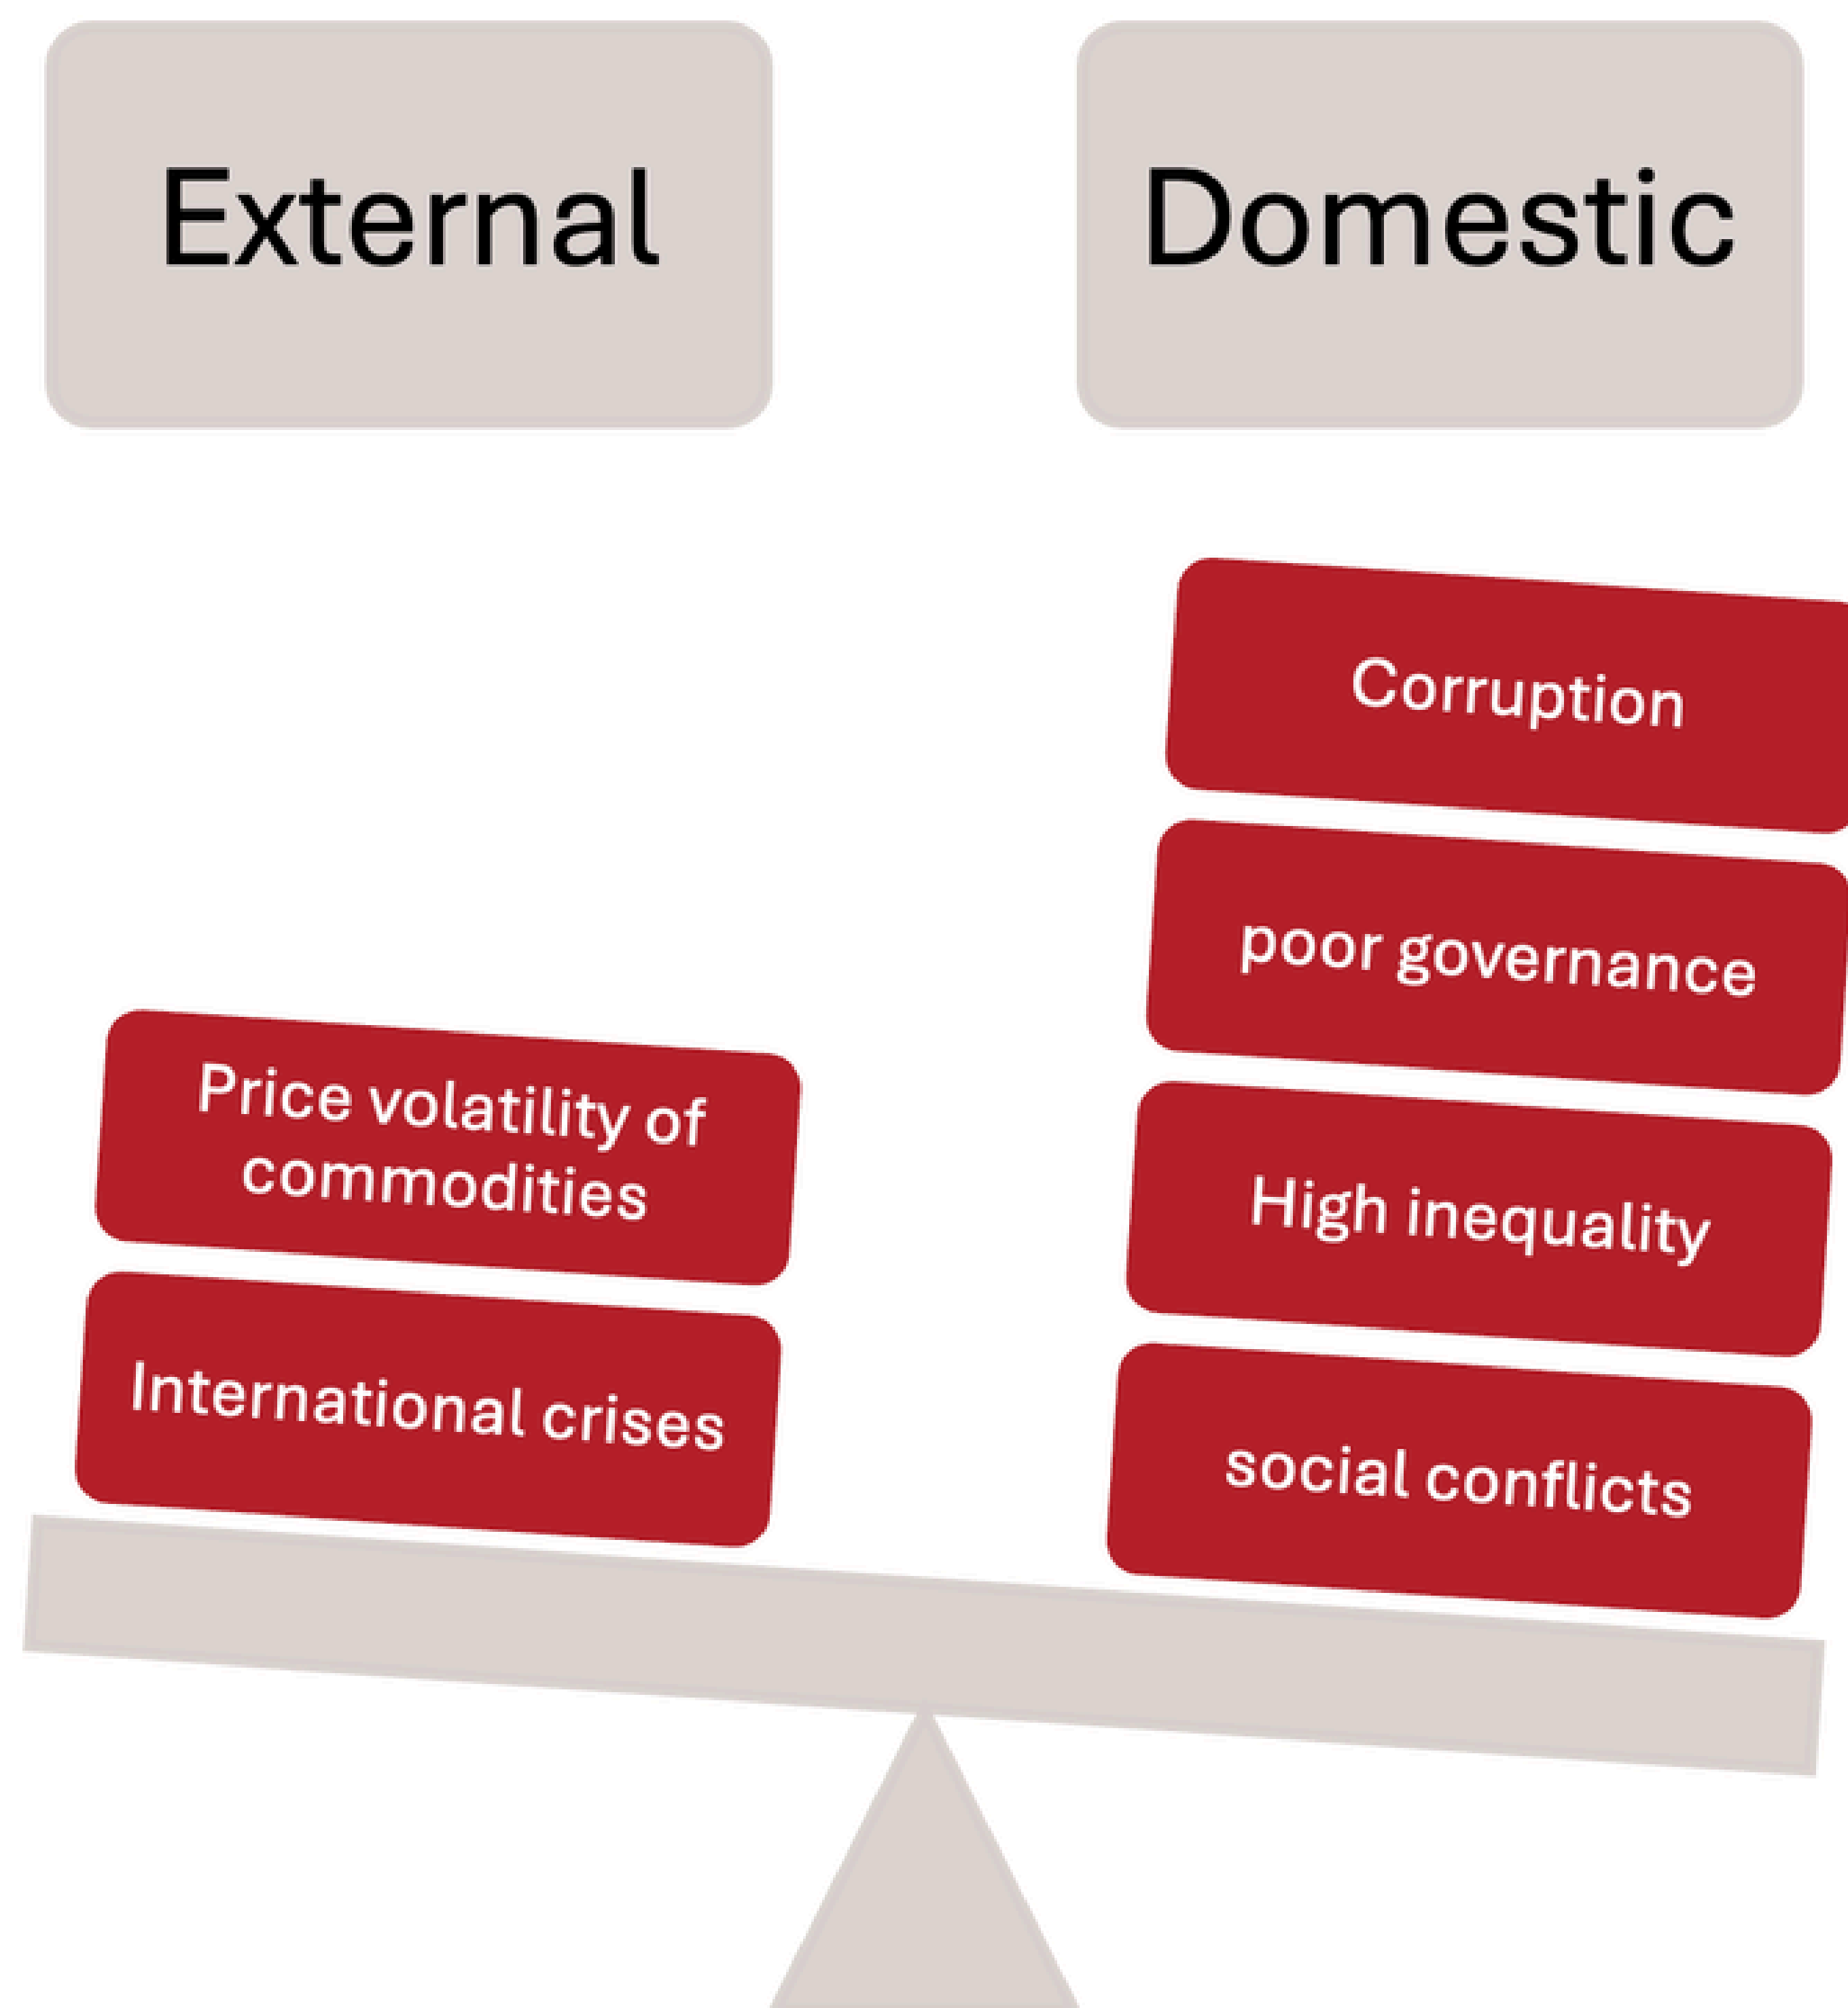 External
Domestic
Corruption
poor governance
Price volatility of
commodities
High inequality
International crises
social conflicts